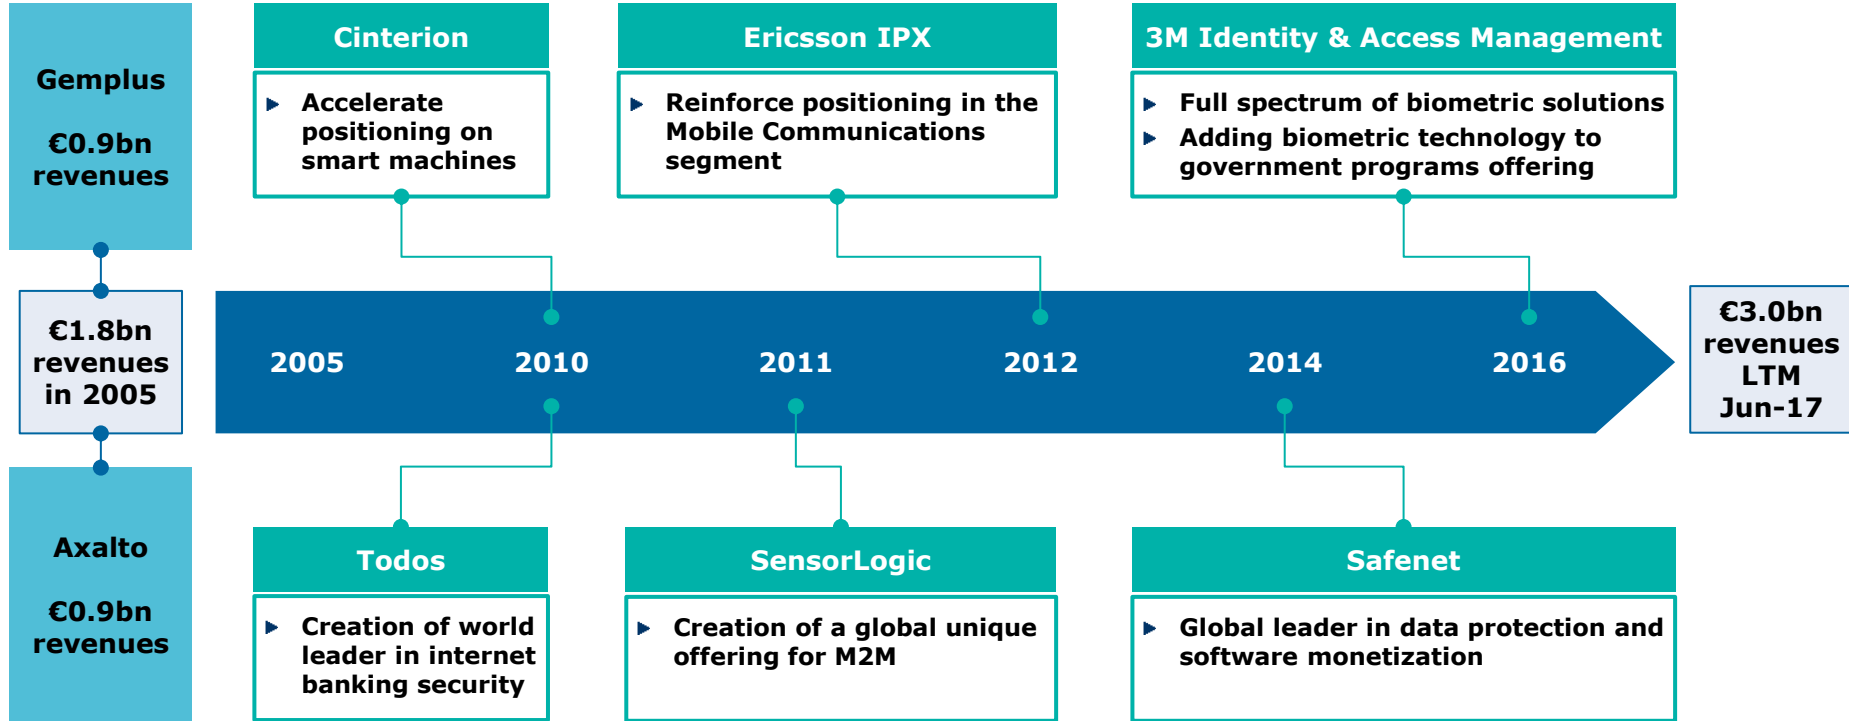 Gemplus
€0.9bn
revenues
€1.8bn
revenues
in 2005
Axalto
€0.9bn
revenues
Cinterion
Accelerate
positioning on
smart machines
Ericsson IPX
Reinforce positioning in the
Mobile Communications
segment
3M Identity & Access Management
Full spectrum of biometric solutions
Adding biometric technology to
government programs offering
2005
2010
2011
2012
2014
2016
€3.0bn
revenues
LTM
Jun-17
Todos
Creation of world
leader in internet
banking security
SensorLogic
Creation of a global unique
offering for M2M
Safenet
Global leader in data protection and
software monetization